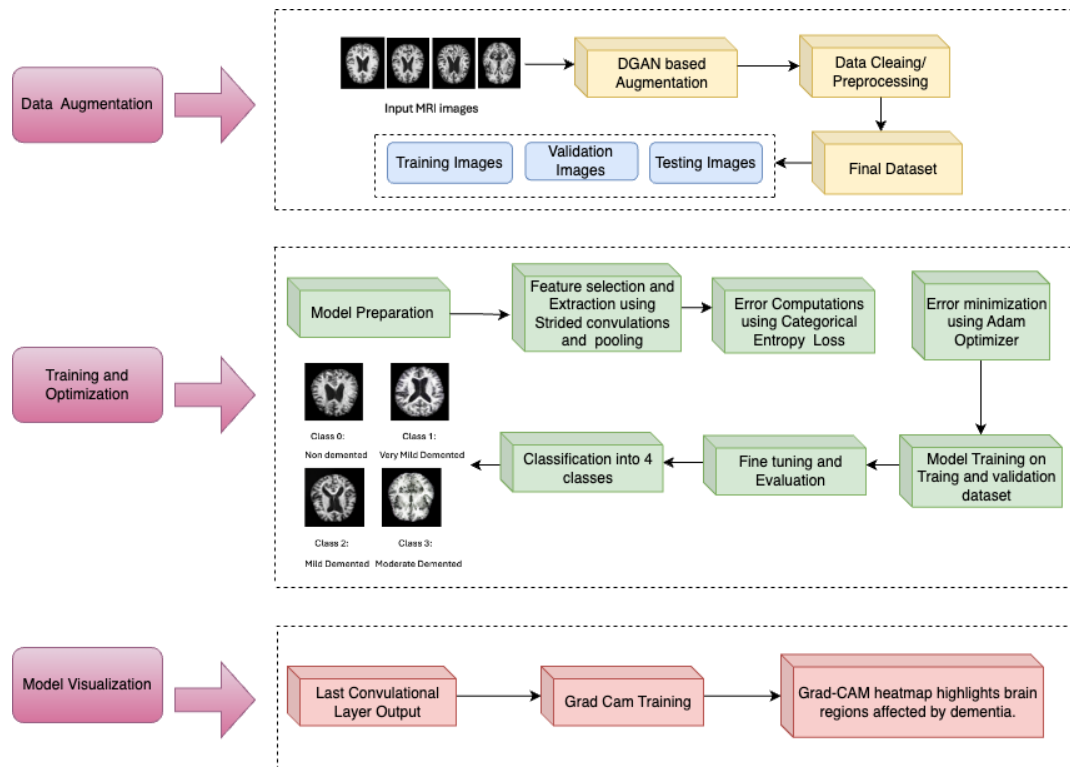 Data Augmentation
Input MRI images
DGAN based
Augmentation
Data Cleaing/
Preprocessing
Training Images
Validation
Images
Testing Images
Final Dataset
Training and
Optimization
Model Preparation
Feature selection and
Extraction using
Strided convulations
and pooling
Error Computations
using Categorical
Entropy Loss
Error minimization
using Adam
Optimizer
Class 0:
Non demented
Class 1:
Very Mild Demented
Class 2:
Mild Demented
Class 3:
Moderate Demented
Classification into 4
classes
Fine tuning and
Evaluation
Model Training on
Traing and validation
dataset
Model Visualization
Last Convulational
Layer Output
Grad Cam Training
Grad-CAM heatmap highlights brain
regions affected by dementia.